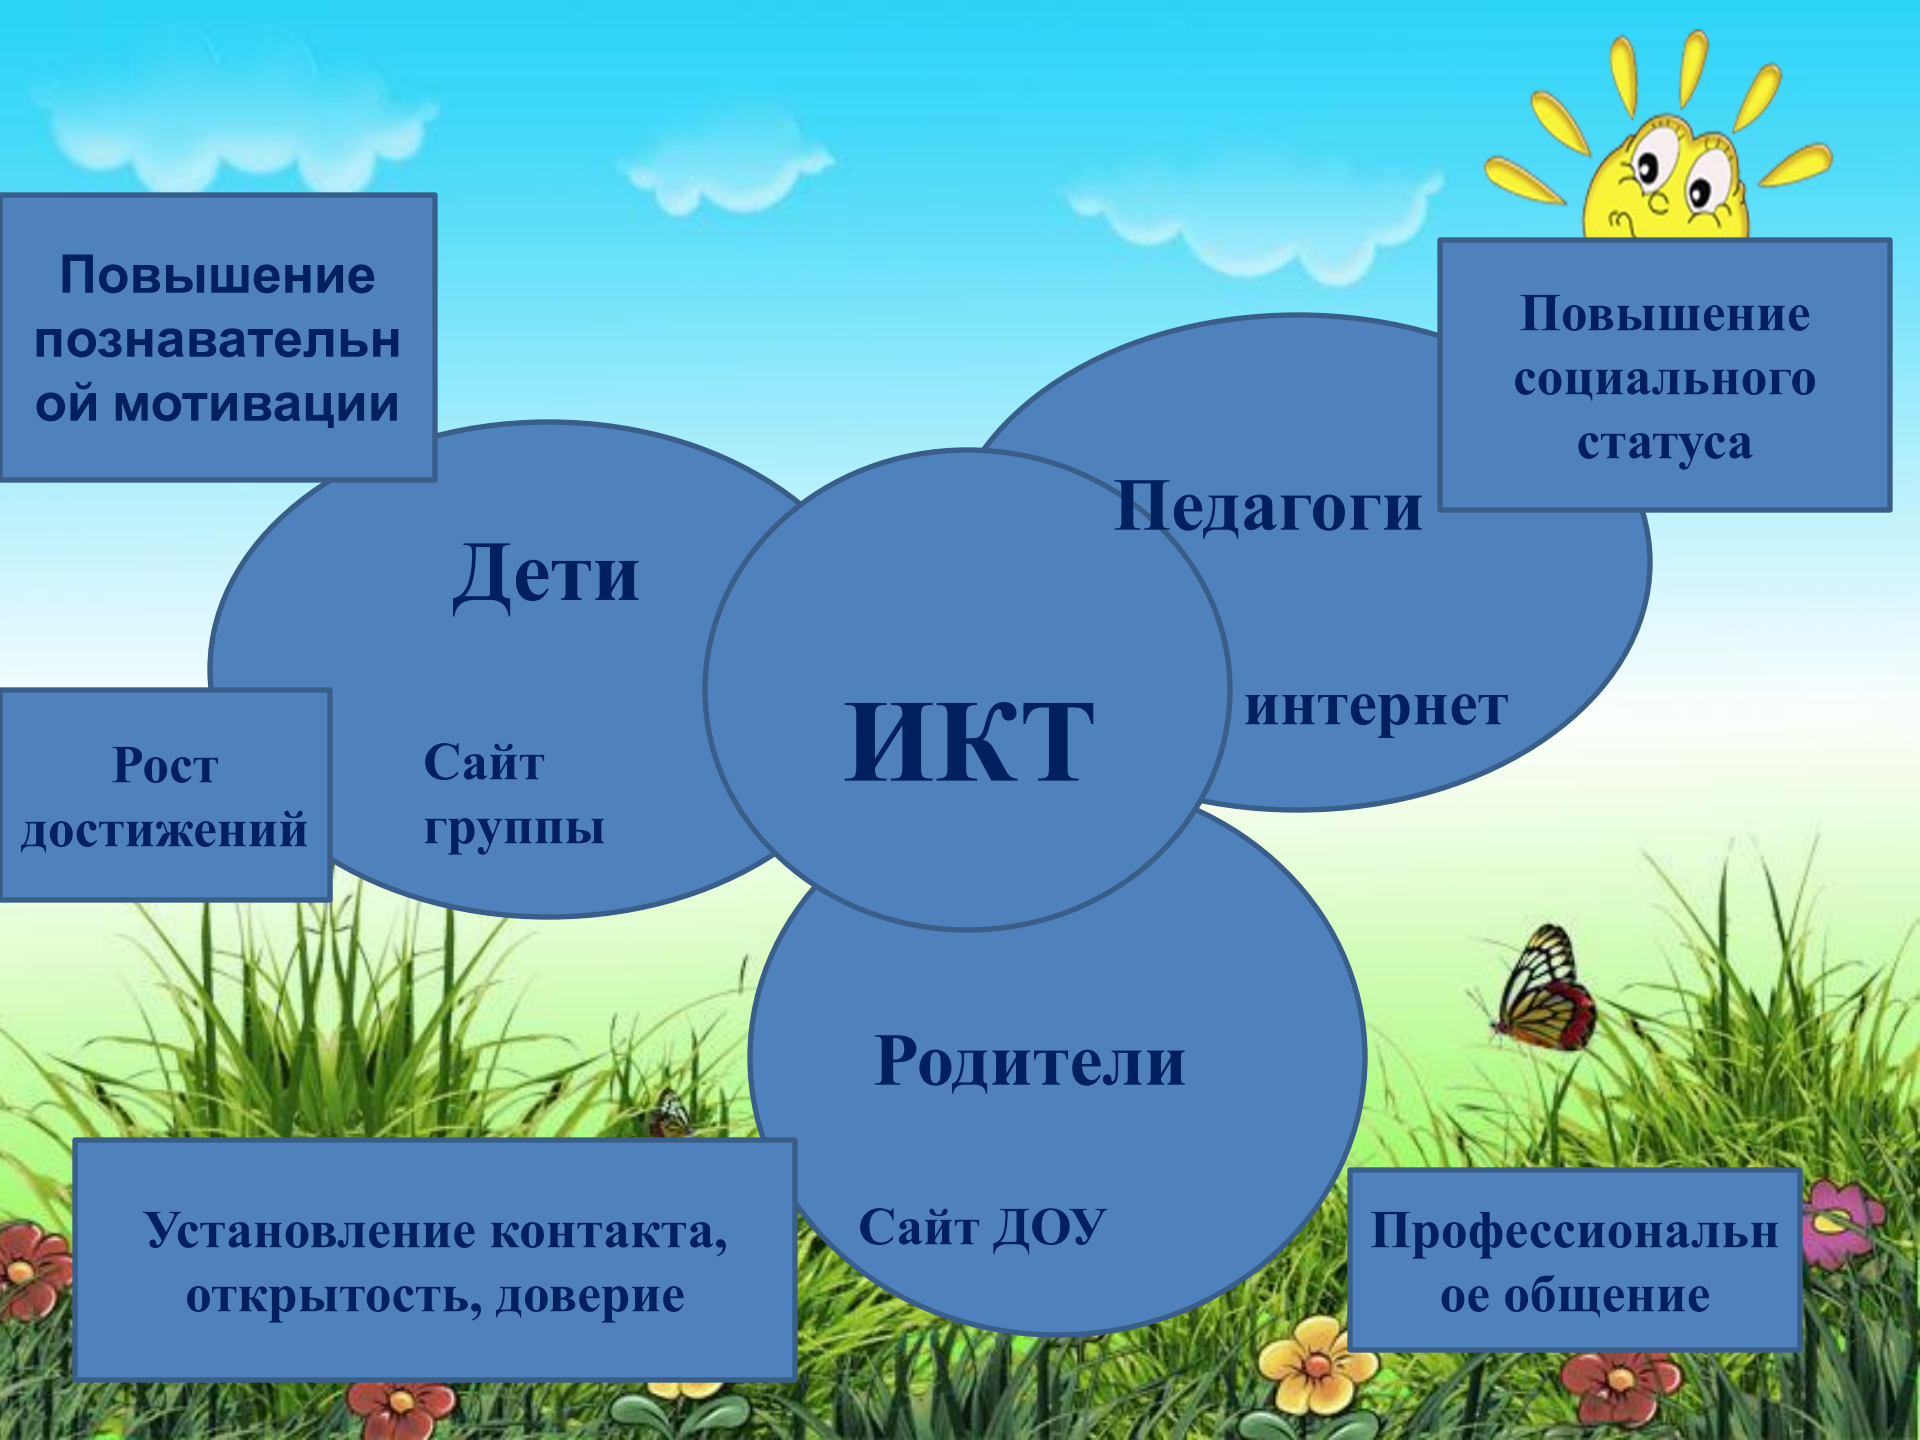 Повышение
познавательн
ой мотивации
Повышение
социального
статуса
Педагоги
Дети
интернет
ИКТ
Сайт
группы
Рост
достижений
Родители
Сайт ДОУ
Установление контакта,
открытость, доверие
Профессиональн
ое общение